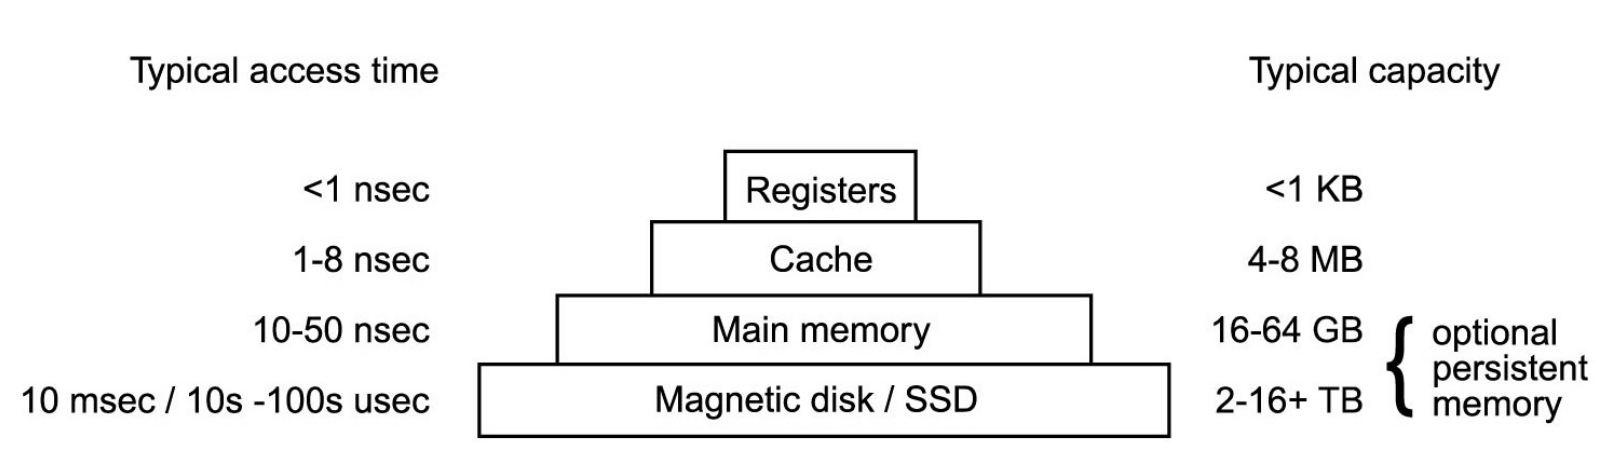 Typical access time
Typical capacity
<1 nsec
Registers
<1 KB
1-8 nsec
Cache
4-8 MB
10-50 nsec
Main memory
16-64 GB
10 msec / 10s -100s usec
Magnetic disk / SSD
2-16+ TB
{
optional
persistent
memory